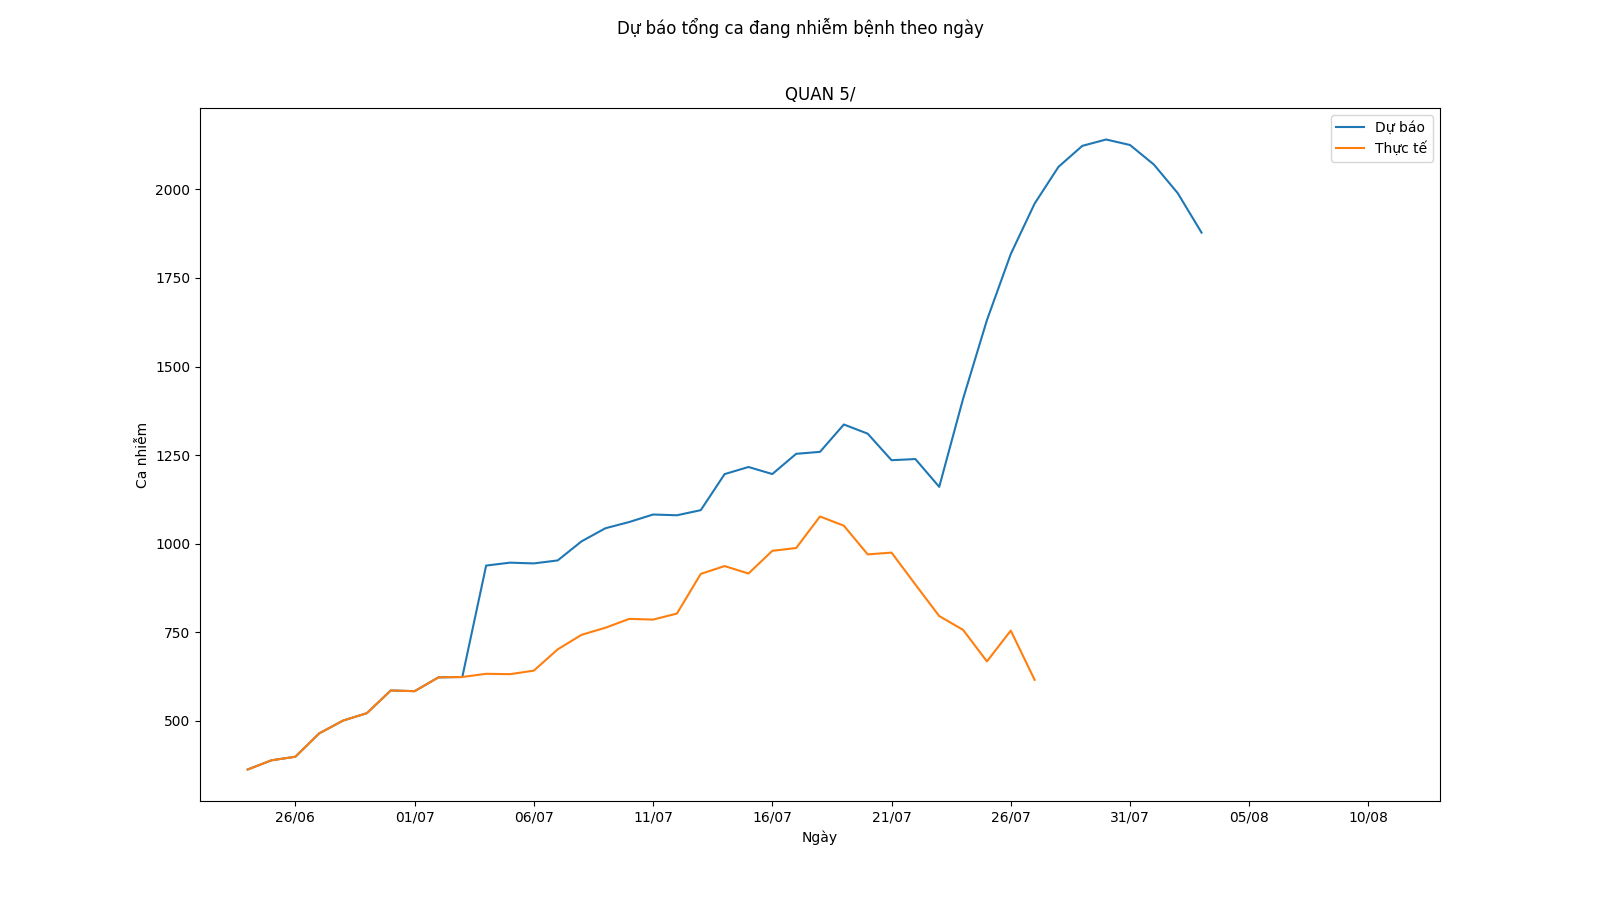 Dự báo tổng ca đang nhiễm bệnh theo ngày
QUAN 5/
Dự báo
Thực tế
2000
1750
1500
1250
1000
750
500
Ca nhiễm
26/06 01/07 06/07 11/07 16/07 21/07 26/07 31/07 05/08 10/08
Ngày